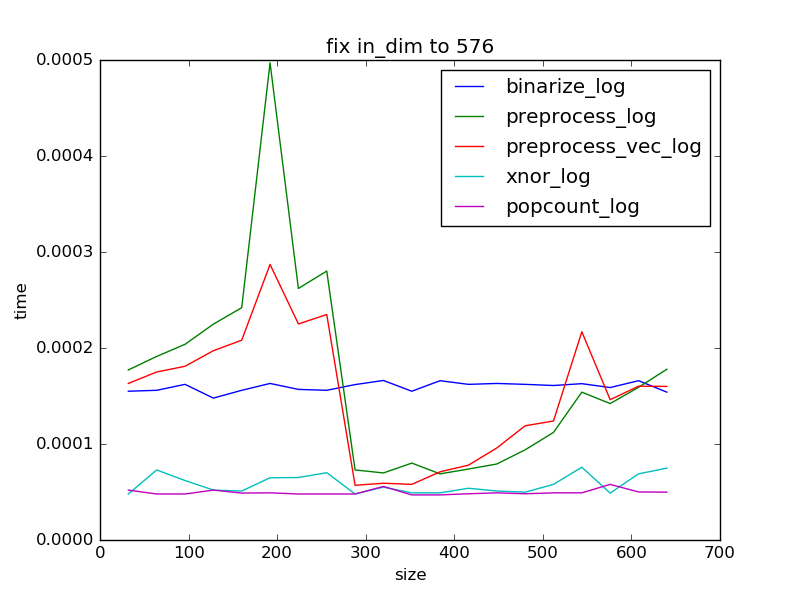 fix in_dim to 576
0.0005
0.0004
0.0003
0.0002
0.0001
0.0000
time
binarize_log
preprocess_log
preprocess_vec_log
xnor_log
popcount_log
0 100 200 300 400 500 600 700
size